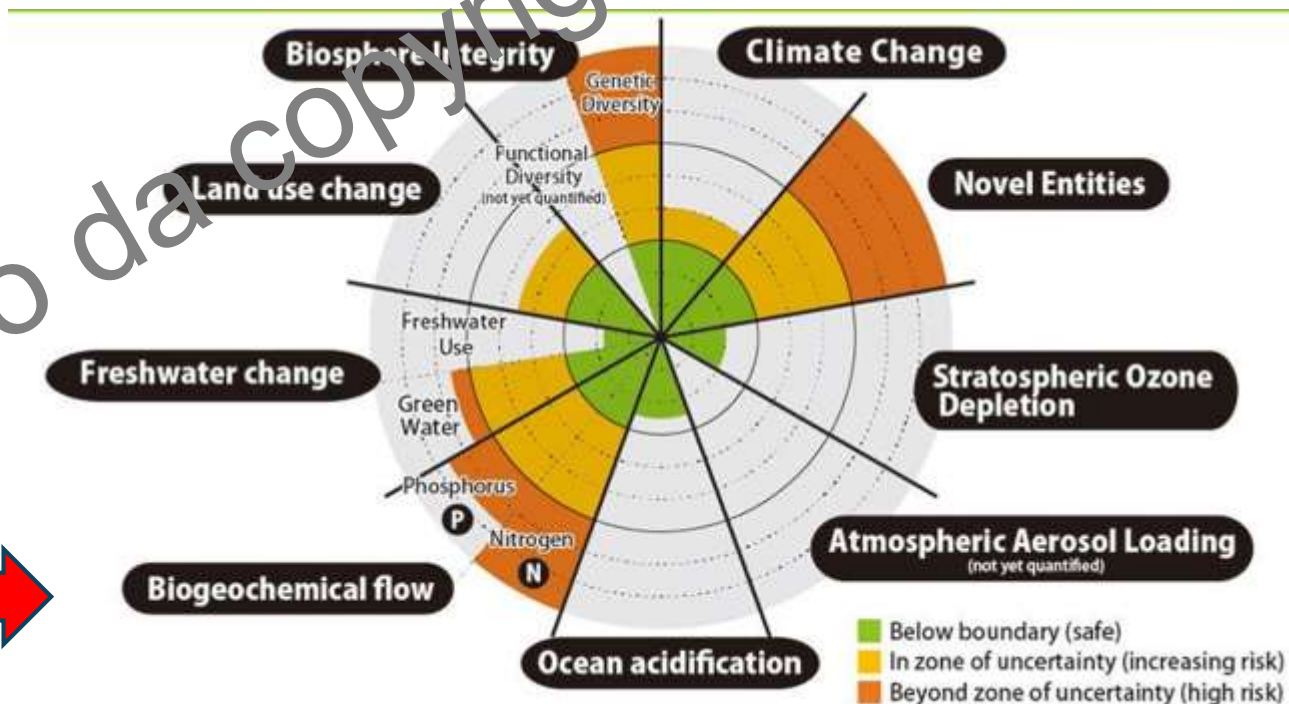 Biosphere Integrity
Climate Change
Genetic
Diversity
Functional
Diversity
(not yet quantified)
Land use change
Novel Entities
Freshwater
Use
Freshwater change
Green
Water
Stratospheric Ozone
Depletion
Phosphorus
P
Nitrogen
N
Atmospheric Aerosol Loading
(not yet quantified)
Biogeochemical flow
Ocean acidification
Below boundary (safe)
In zone of uncertainty (increasing risk)
Beyond zone of uncertainty (high risk)
da copyrig